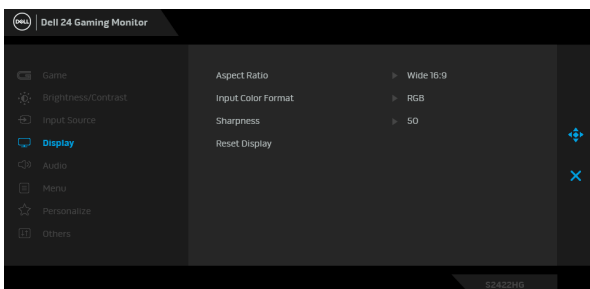 DELL
Dell 24 Gaming Monitor
Game
Brightness/Contrast
Input Source
Display
Audio
Menu
Personalize
Others
Aspect Ratio Wide 16:9
Input Color Format RGB
Sharpness 50
Reset Display
S2422HG